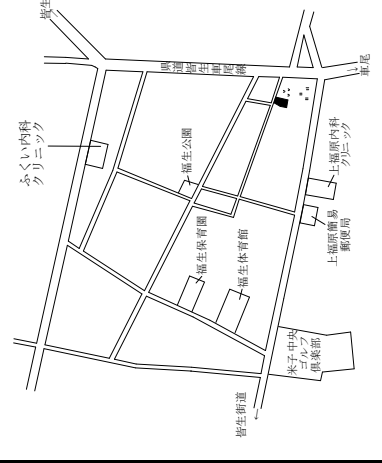 皆生
県道皆生車尾線
車尾
↓
ふくい内科
クリニック
福生公園
上福原内科
クリニック
福生保育園
福生体育館
上福原簡易
郵便局
米子中央
ゴルフ
倶楽部
皆生街道
←